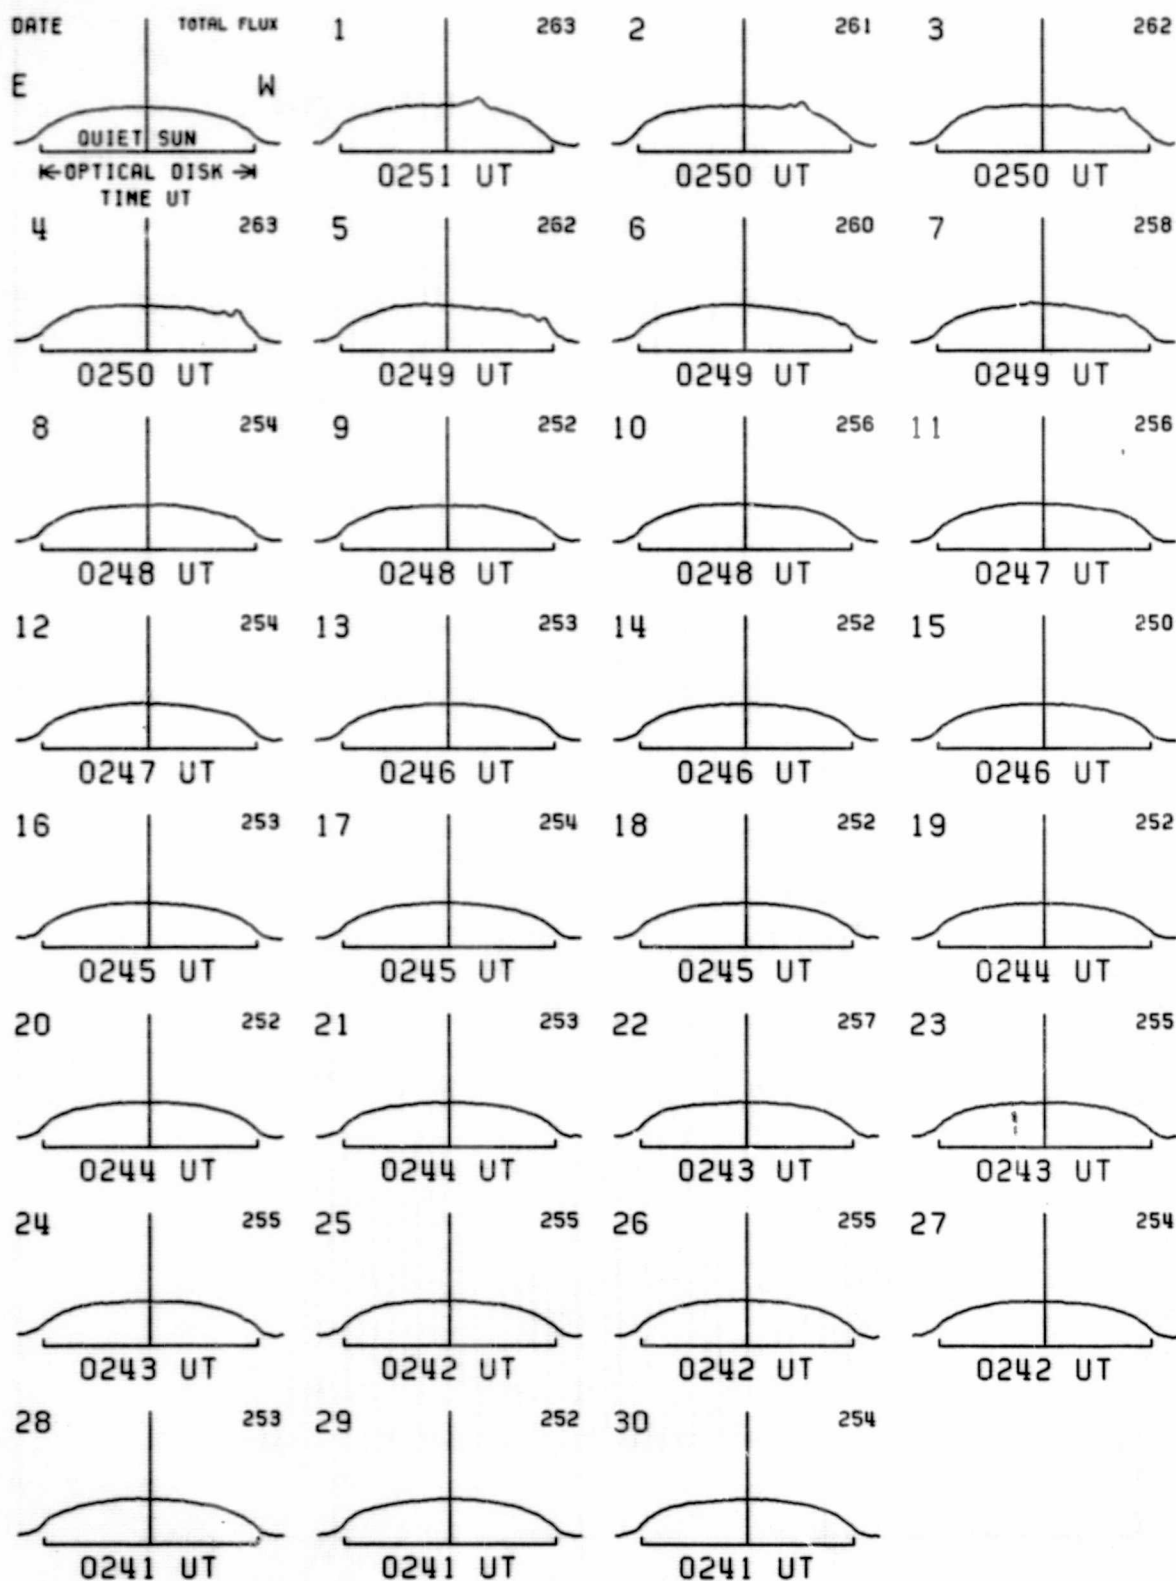 DATE TOTAL FLUX 1 263 2 261 3 262
E W
QUIET SUN
OPTICAL DISK 0251 UT 0250 UT 0250 UT
TIME UT
4 263 5 262 6 260 7 258
0250 UT 0249 UT 0249 UT 0249 UT
8 254 9 252 10 256 11 256
0248 UT 0248 UT 0248 UT 0247 UT
12 254 13 253 14 252 15 250
0247 UT 0246 UT 0246 UT 0246 UT
16 253 17 254 18 252 19 252
0245 UT 0245 UT 0245 UT 0244 UT
20 252 21 253 22 257 23 255
0244 UT 0244 UT 0243 UT 0243 UT
24 255 25 255 26 255 27 254
0243 UT 0242 UT 0242 UT 0242 UT
28 253 29 252 30 254
0241 UT 0241 UT 0241 UT